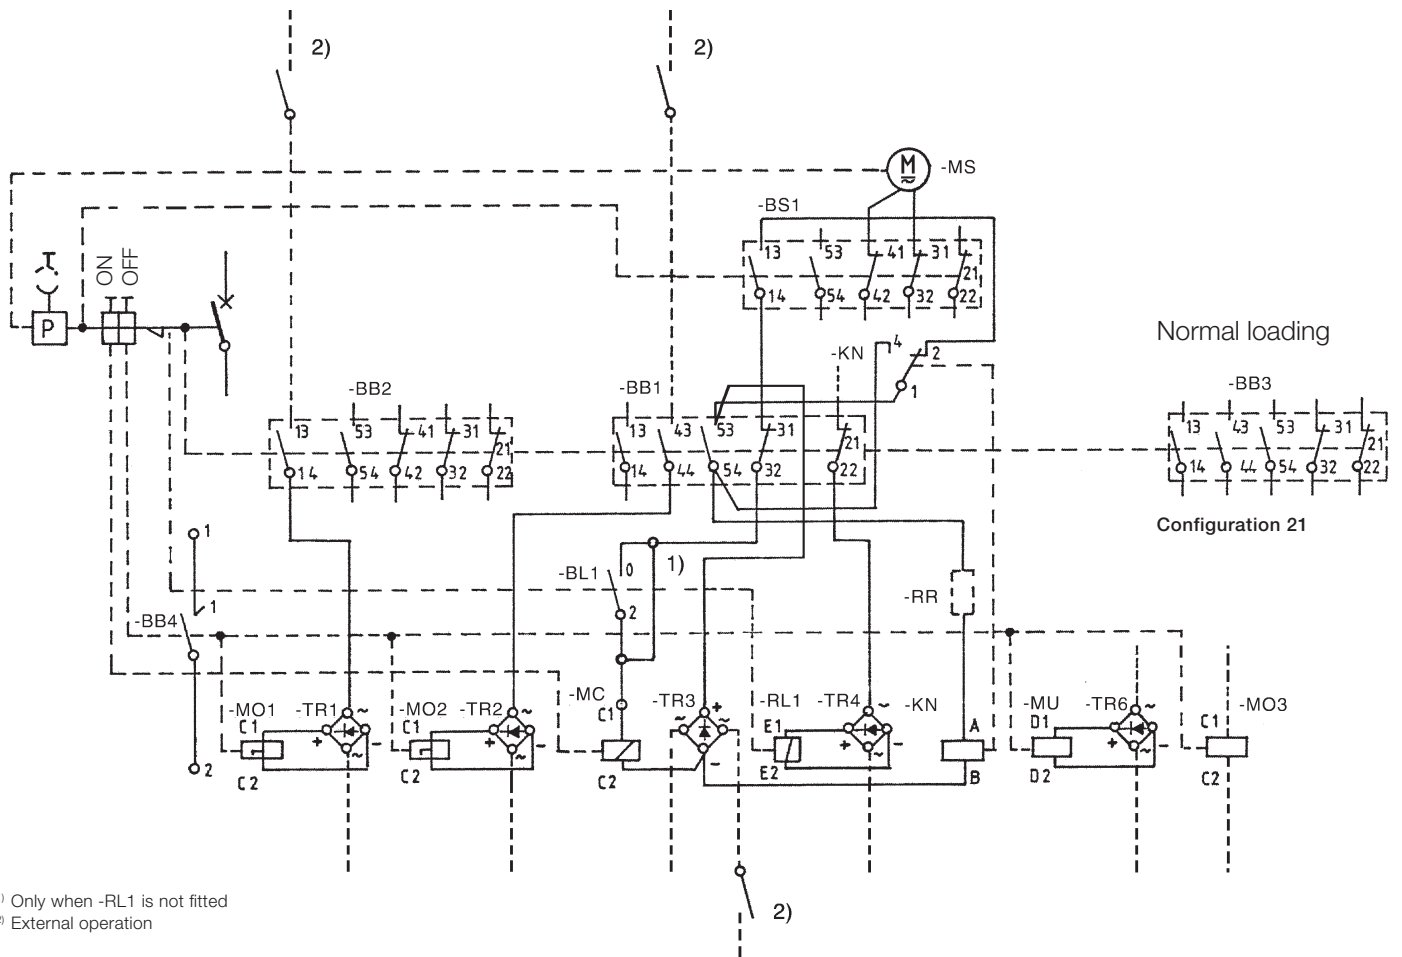 2)
2)
M
~
-MS
-BS1
13 53 41 31 21
14 54 42 32 22
ON
OFF
P
-KN
4
2
1
Normal loading
-BB2
13 53 41 31 21
14 54 42 32 22
-BB1
13 43 53 31 21
14 44 54 32 22
-BB3
13 43 53 31 21
14 44 54 32 22
Configuration 21
1
1
-BB4
2
-BL1
0
2
1)
-RR
-MO1
C1
C2
-TR1
~
+ -
~
-MO2
C1
C2
-TR2
~
+ -
~
-MC
C1
C2
-TR3
+
~ ~
-
-RL1
E1
E2
-TR4
~
+ -
~
-KN
A
B
-MU
D1
D2
-TR6
~
+ -
~
C1
C2
-MO3
2)
1) Only when -RL1 is not fitted
2) External operation